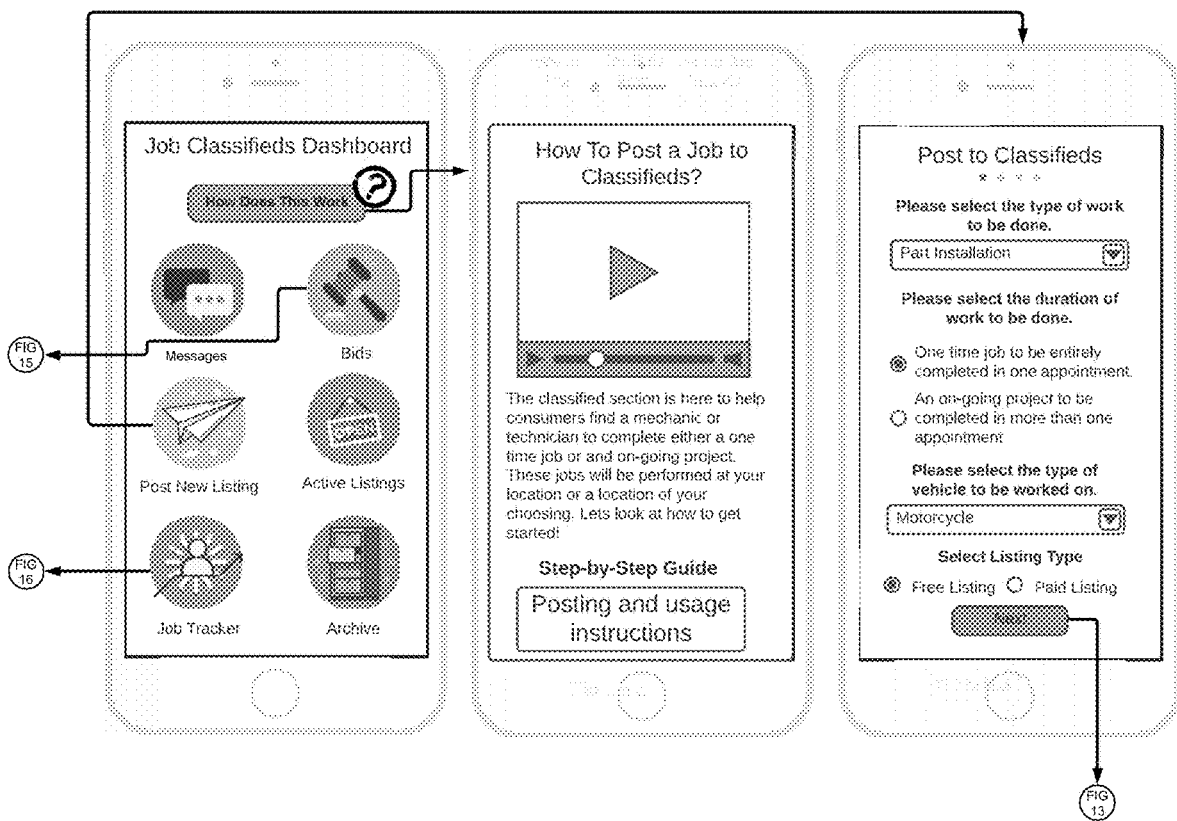 Job Classifieds Dashboard
How Does This Work
?
Messages
Bids
Post New Listing
Active Listings
Job Tracker
Archive
FIG
15
FIG
16
How To Post a Job to
Classifieds?
The classified section is here to help
consumers find a mechanic or
technician to complete either a one
time job or and on-going project.
These jobs will be performed at your
location or a location of your
choosing. Lets look at how to get
started!
Step-by-Step Guide
Posting and usage
instructions
Post to Classifieds
Please select the type of work
to be done.
Part Installation
Please select the duration of
work to be done.
One time job to be entirely
completed in one appointment.
An on-going project to be
completed in more than one
appointment
Please select the type of
vehicle to be worked on.
Motorcycle
Select Listing Type
Free Listing
Paid Listing
FIG
13